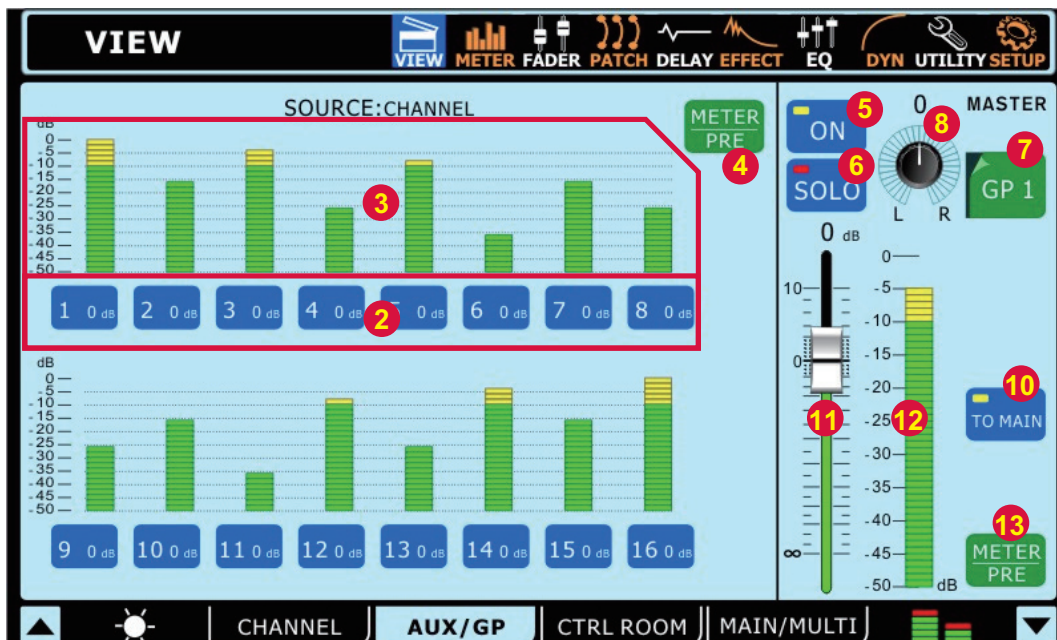 VIEW
VIEW METER FADER PATCH DELAY EFFECT EQ DYN UTILITY SETUP
SOURCE:CHANNEL
dB
0
-5
-10
-15
-20
-25
-30
-35
-40
-45
-50
3
METER
PRE
4
1 0 dB 2 0 dB 3 0 dB 4 0 dB 5 0 dB 6 0 dB 7 0 dB 8 0 dB
2
dB
0
-5
-10
-15
-20
-25
-30
-35
-40
-45
-50
9 0 dB 10 0 dB 11 0 dB 12 0 dB 13 0 dB 14 0 dB 15 0 dB 16 0 dB
ON
5
SOLO
6
0
8
L R
MASTER
7
GP 1
0 dB
10
0
∞
11
0
-5
-10
-15
-20
-25
-30
-35
-40
-45
-50
dB
12
10
TO MAIN
13
METER
PRE
CHANNEL AUX/GP CTRL ROOM MAIN/MULTI